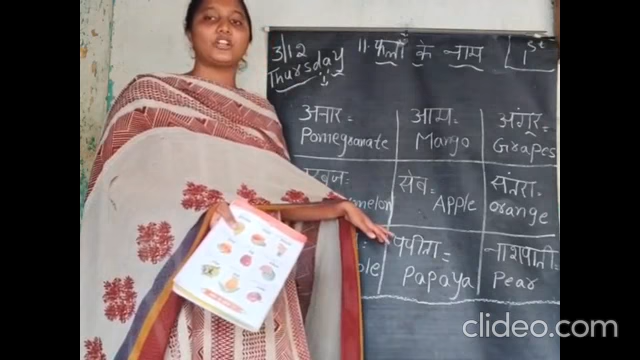 3/12
Thursday
11. फलों के नाम
1st
अनार = आम = अंगूर =
Pomegranate Mango Grapes
सेब = संतरा =
Apple orange
पपीता = नाशपाती =
Papaya Pear
clideo.com